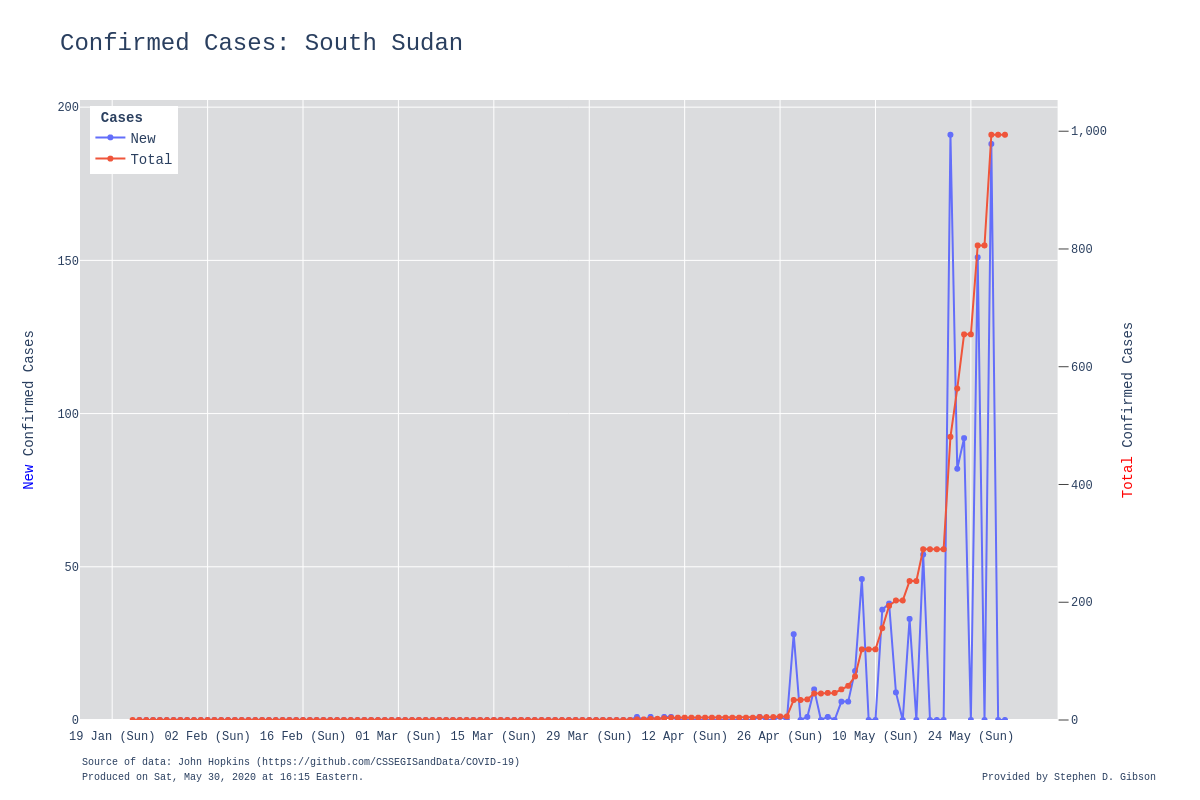 Confirmed Cases: South Sudan
Cases
New
Total
200
150
100
50
0
1,000
800
600
400
200
0
New Confirmed Cases
Total Confirmed Cases
19 Jan (Sun) 02 Feb (Sun) 16 Feb (Sun) 01 Mar (Sun) 15 Mar (Sun) 29 Mar (Sun) 12 Apr (Sun) 26 Apr (Sun) 10 May (Sun) 24 May (Sun)
Source of data: John Hopkins (https://github.com/CSSEGISandData/COVID-19)
Produced on Sat, May 30, 2020 at 16:15 Eastern.
Provided by Stephen D. Gibson